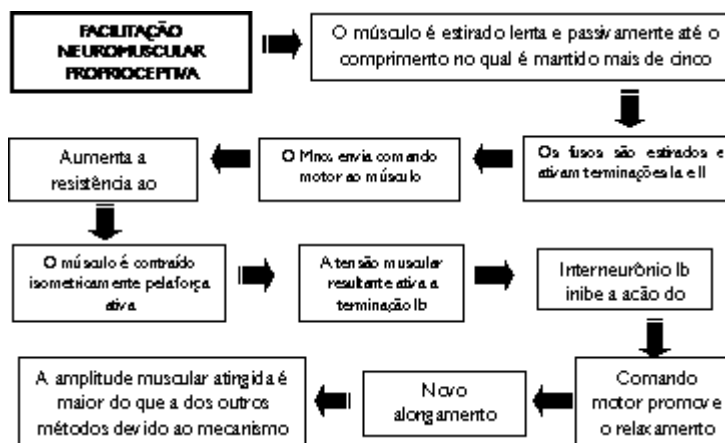 FACILITAÇÃO
NEUROMUSCULAR
PROPRIOCEPTIVA
O músculo é estirado lenta e passivamente até o
comprimento no qual é mantido mais de cinco
Os fusos são estirados e
ativam terminações Ia e II
O Mnα envia comando
motor ao músculo
Aumenta a
resistência ao
O músculo é contraído
isometricamente pela força
ativa
A tensão muscular
resultante ativa a
terminação Ib
Interneurônio Ib
inibe a ação do
Comando
motor promove
o relaxamento
Novo
alongamento
A amplitude muscular atingida é
maior do que a dos outros
métodos devido ao mecanismo